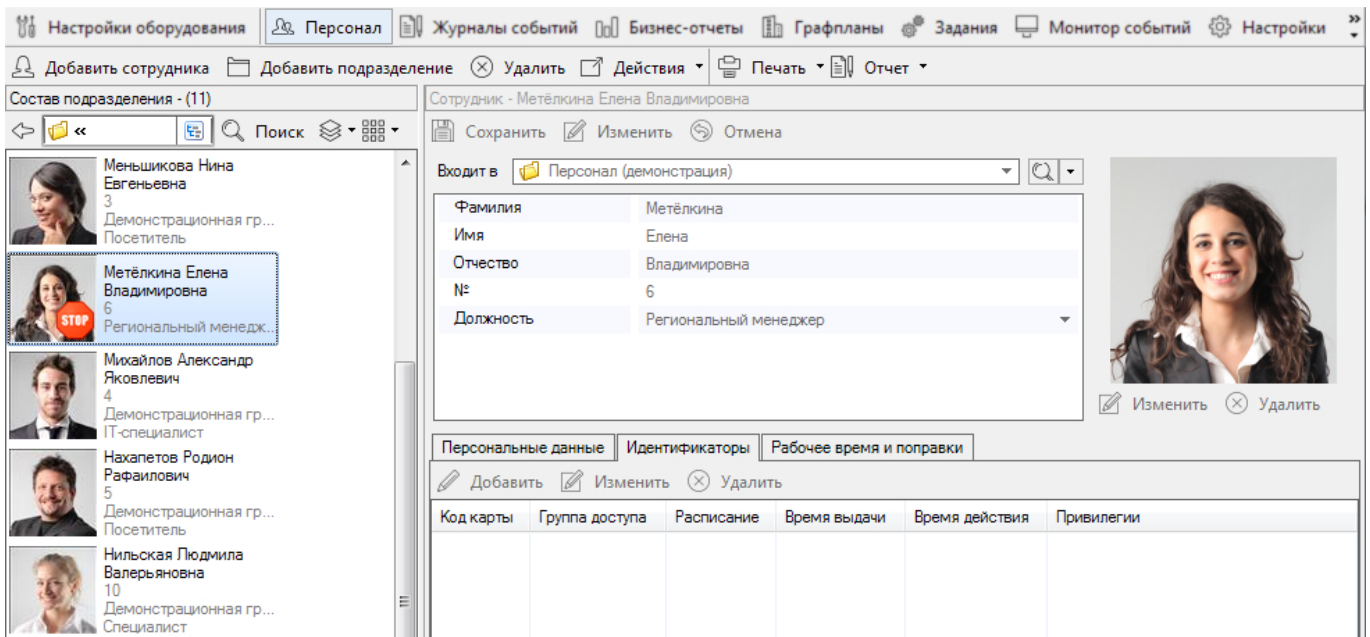 Настройки оборудования Персонал Журналы событий Бизнес-отчеты Графпланы Задания Монитор событий Настройки »
Добавить сотрудника Добавить подразделение Удалить Действия Печать Отчет
Состав подразделения - (11)
« Поиск
Меньшикова Нина
Евгеньевна
3
Демонстрационная гр...
Посетитель
Метёлкина Елена
Владимировна
6
Региональный менедж...
STOP
Михайлов Александр
Яковлевич
4
Демонстрационная гр...
IT-специалист
Нахапетов Родион
Рафаилович
5
Демонстрационная гр...
Посетитель
Нильская Людмила
Валерьяновна
10
Демонстрационная гр...
Специалист
Сотрудник - Метёлкина Елена Владимировна
Сохранить Изменить Отмена
Входит в Персонал (демонстрация)
Фамилия Метёлкина
Имя Елена
Отчество Владимировна
№ 6
Должность Региональный менеджер
Изменить Удалить
Персональные данные Идентификаторы Рабочее время и поправки
Добавить Изменить Удалить
Код карты Группа доступа Расписание Время выдачи Время действия Привилегии